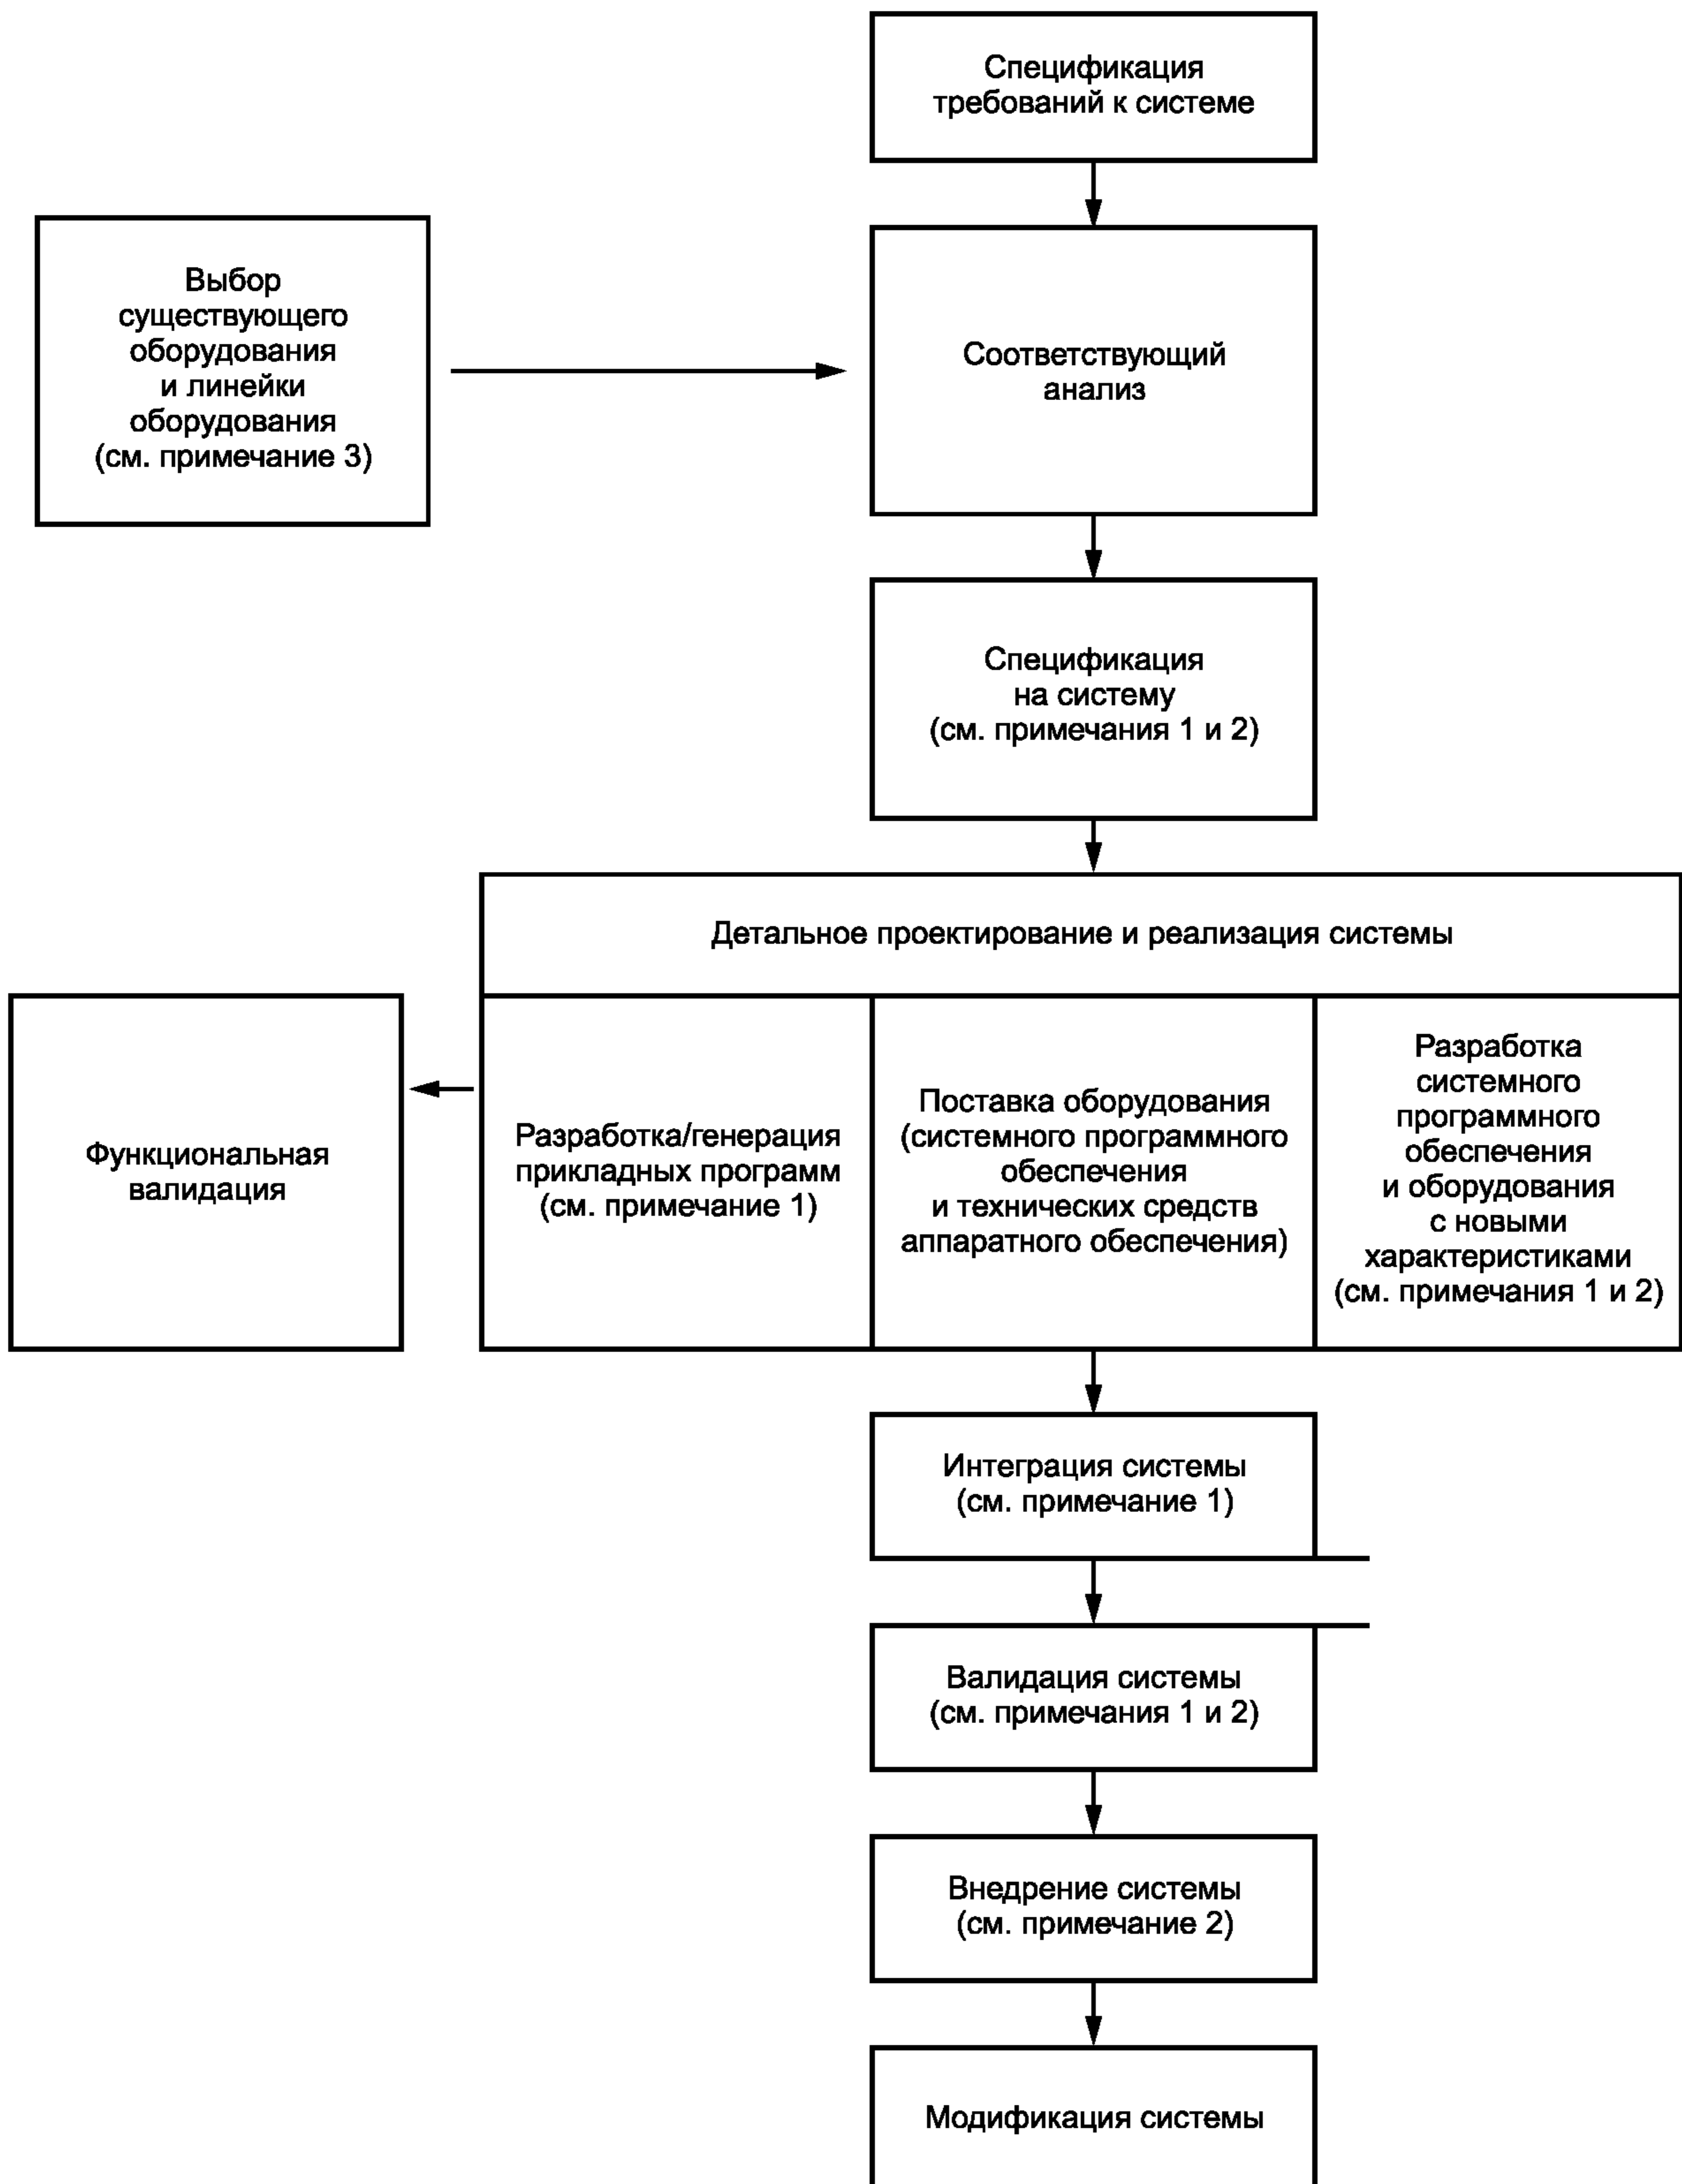 Спецификация
требований к системе
Выбор
существующего
оборудования
и линейки
оборудования
(см. примечание 3)
Соответствующий
анализ
Спецификация
на систему
(см. примечания 1 и 2)
Детальное проектирование и реализация системы
Функциональная
валидация
Разработка/генерация
прикладных программ
(см. примечание 1)
Поставка оборудования
(системного программного
обеспечения
и технических средств
аппаратного обеспечения)
Разработка
системного
программного
обеспечения
и оборудования
с новыми
характеристиками
(см. примечания 1 и 2)
Интеграция системы
(см. примечание 1)
Валидация системы
(см. примечания 1 и 2)
Внедрение системы
(см. примечание 2)
Модификация системы